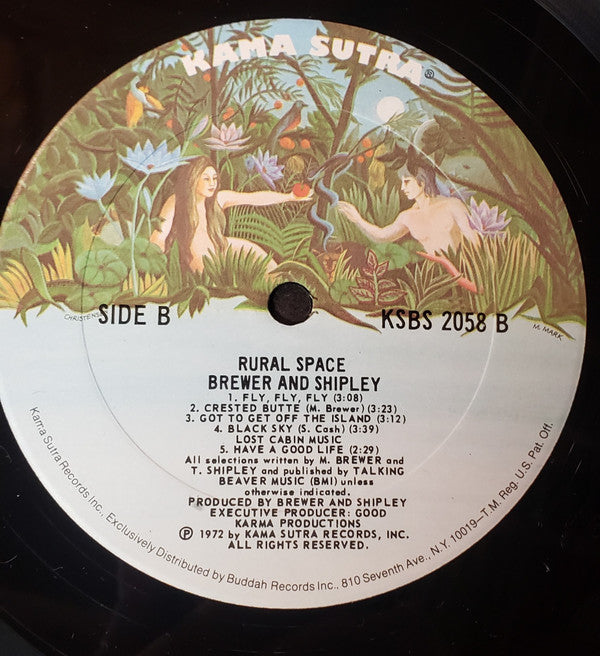 KAMA SUTRA®
CHRISTENS
SIDE B
KSBS 2058 B
M. MARK
RURAL SPACE
BREWER AND SHIPLEY
1. FLY, FLY, FLY (3:08)
2. CRESTED BUTTE (M. Brewer) (3:23)
3. GOT TO GET OFF THE ISLAND (3:12)
4. BLACK SKY (S. Cash) (3:39)
LOST CABIN MUSIC
5. HAVE A GOOD LIFE (2:29)
All selections written by M. BREWER and
T. SHIPLEY and published by TALKING
BEAVER MUSIC (BMI) unless
otherwise indicated.
PRODUCED BY BREWER AND SHIPLEY
EXECUTIVE PRODUCER: GOOD
KARMA PRODUCTIONS
℗ 1972 by KAMA SUTRA RECORDS, INC.
ALL RIGHTS RESERVED.
Kama Sutra Records Inc., Exclusively Distributed by Buddah Records Inc., 810 Seventh Ave., N.Y. 10019—T.M. Reg. U.S. Pat. Off.